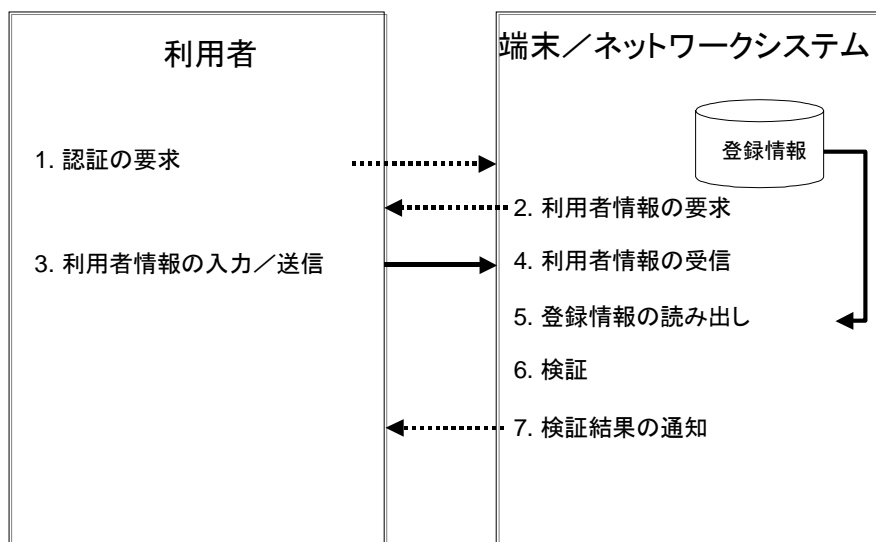 利用者
端末／ネットワークシステム
登録情報
1. 認証の要求
2. 利用者情報の要求
3. 利用者情報の入力／送信
4. 利用者情報の受信
5. 登録情報の読み出し
6. 検証
7. 検証結果の通知